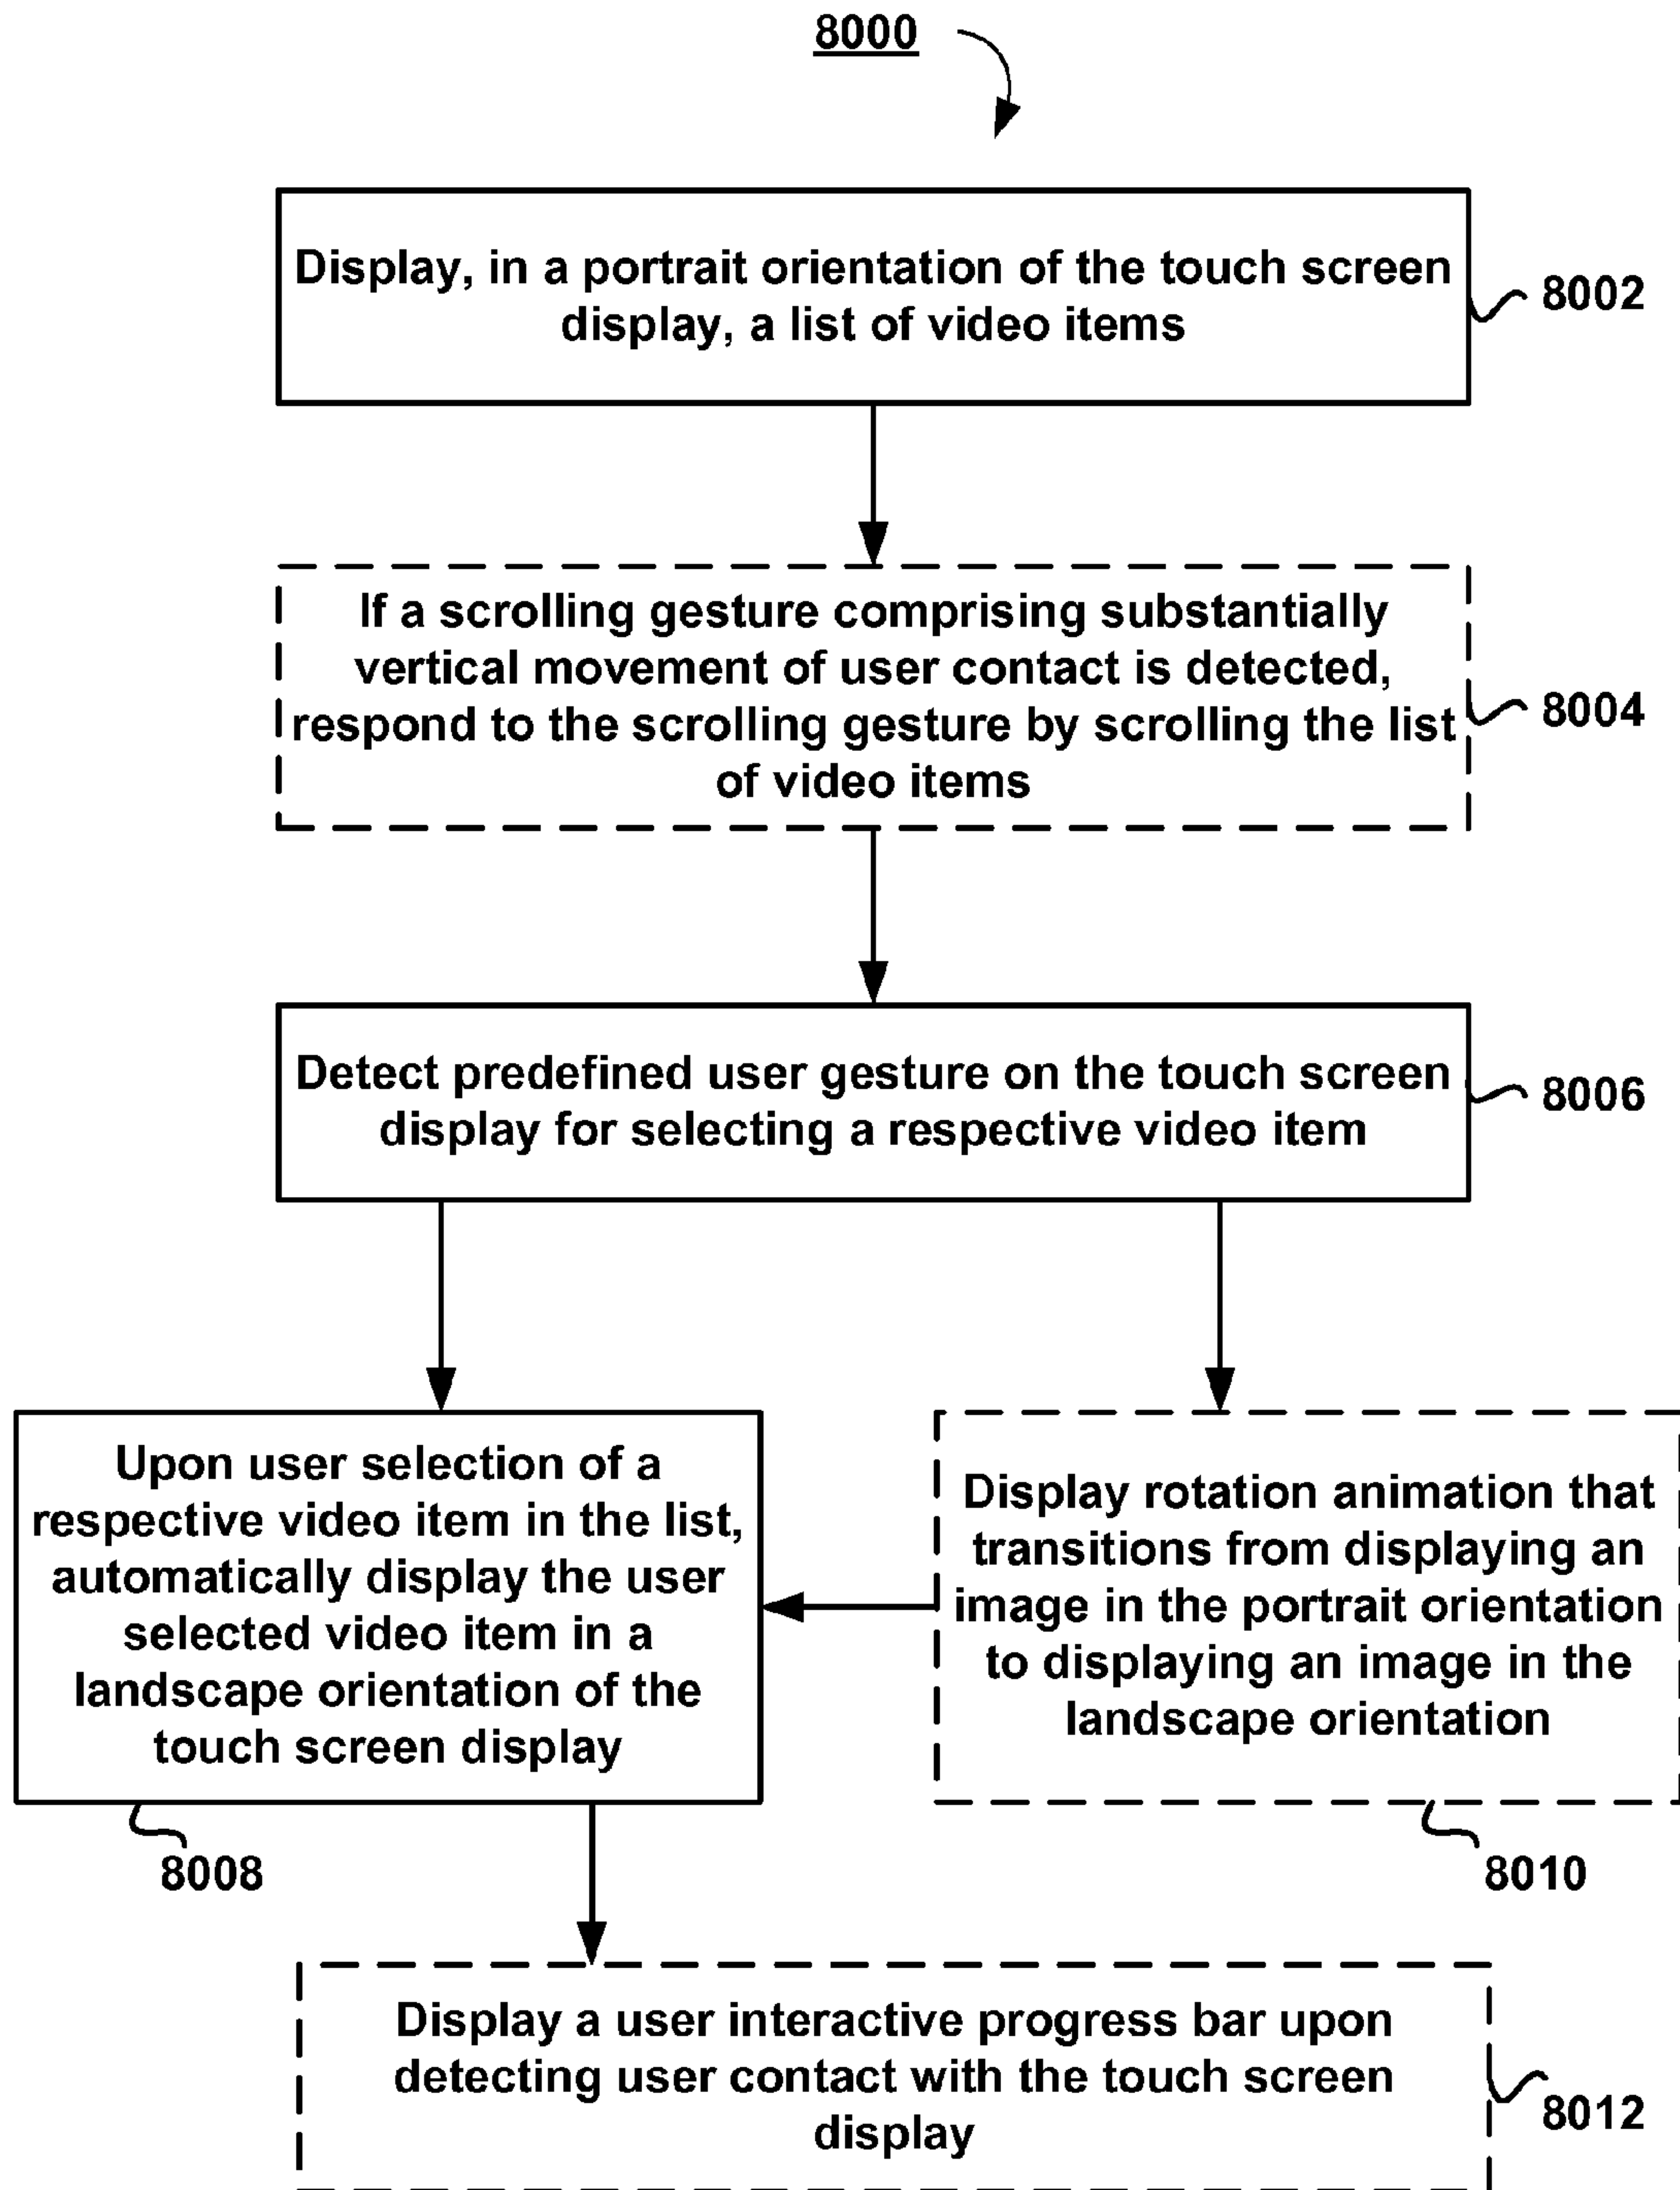 8000
Display, in a portrait orientation of the touch screen
display, a list of video items
8002
If a scrolling gesture comprising substantially
vertical movement of user contact is detected,
respond to the scrolling gesture by scrolling the list
of video items
8004
Detect predefined user gesture on the touch screen
display for selecting a respective video item
8006
Upon user selection of a
respective video item in the list,
automatically display the user
selected video item in a
landscape orientation of the
touch screen display
8008
Display rotation animation that
transitions from displaying an
image in the portrait orientation
to displaying an image in the
landscape orientation
8010
Display a user interactive progress bar upon
detecting user contact with the touch screen
display
8012